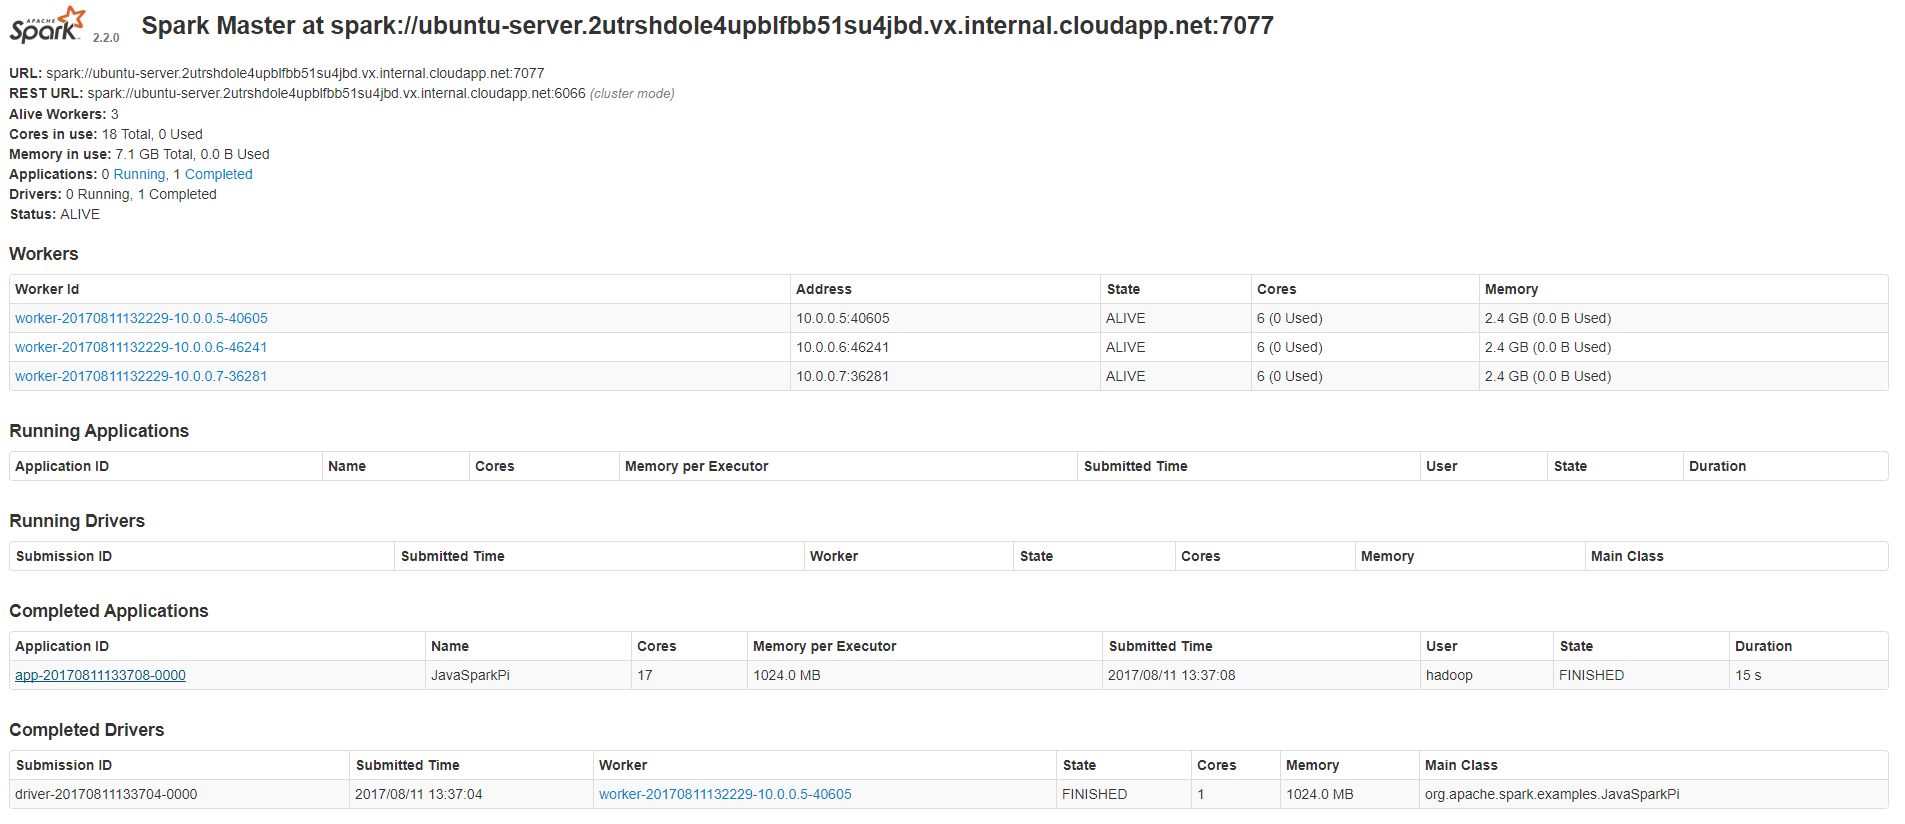 APACHE Spark 2.2.0 Spark Master at spark://ubuntu-server.2utrshdole4upblfbb51su4jbd.vx.internal.cloudapp.net:7077
URL: spark://ubuntu-server.2utrshdole4upblfbb51su4jbd.vx.internal.cloudapp.net:7077
REST URL: spark://ubuntu-server.2utrshdole4upblfbb51su4jbd.vx.internal.cloudapp.net:6066 (cluster mode)
Alive Workers: 3
Cores in use: 18 Total, 0 Used
Memory in use: 7.1 GB Total, 0.0 B Used
Applications: 0 Running, 1 Completed
Drivers: 0 Running, 1 Completed
Status: ALIVE
Workers
Worker Id Address State Cores Memory
worker-20170811132229-10.0.0.5-40605 10.0.0.5:40605 ALIVE 6 (0 Used) 2.4 GB (0.0 B Used)
worker-20170811132229-10.0.0.6-46241 10.0.0.6:46241 ALIVE 6 (0 Used) 2.4 GB (0.0 B Used)
worker-20170811132229-10.0.0.7-36281 10.0.0.7:36281 ALIVE 6 (0 Used) 2.4 GB (0.0 B Used)
Running Applications
Application ID Name Cores Memory per Executor Submitted Time User State Duration
Running Drivers
Submission ID Submitted Time Worker State Cores Memory Main Class
Completed Applications
Application ID Name Cores Memory per Executor Submitted Time User State Duration
app-20170811133708-0000 JavaSparkPi 17 1024.0 MB 2017/08/11 13:37:08 hadoop FINISHED 15 s
Completed Drivers
Submission ID Submitted Time Worker State Cores Memory Main Class
driver-20170811133704-0000 2017/08/11 13:37:04 worker-20170811132229-10.0.0.5-40605 FINISHED 1 1024.0 MB org.apache.spark.examples.JavaSparkPi